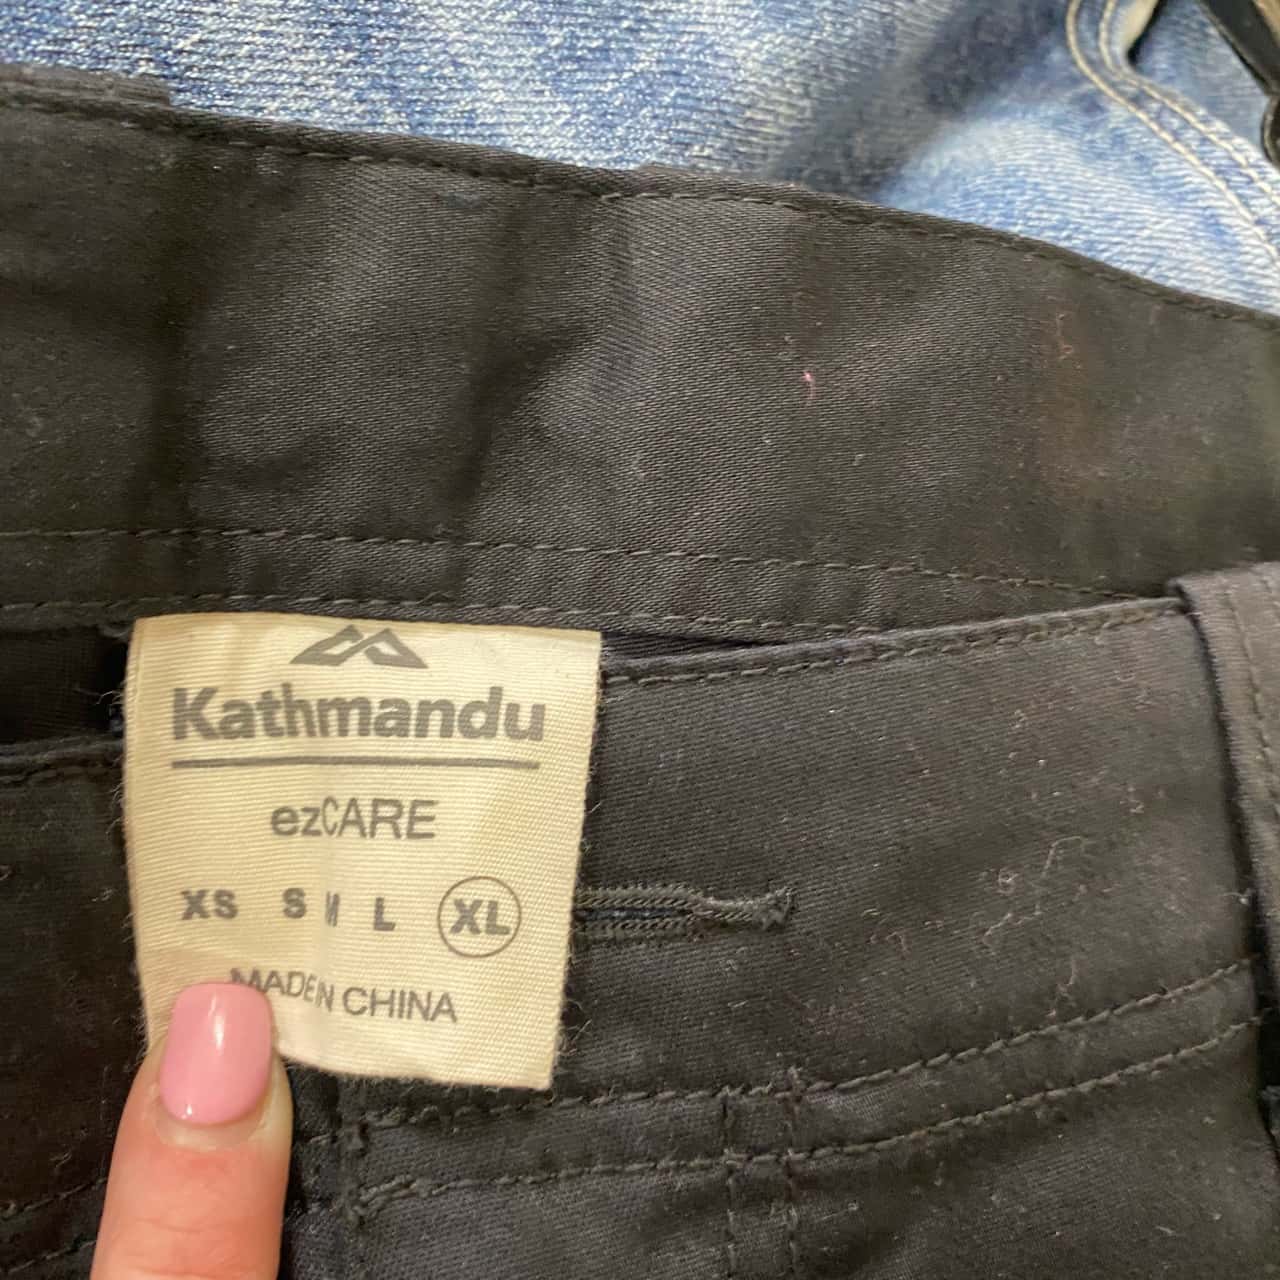 Kathmandu
ezCARE
XS S M L XL
MADE IN CHINA